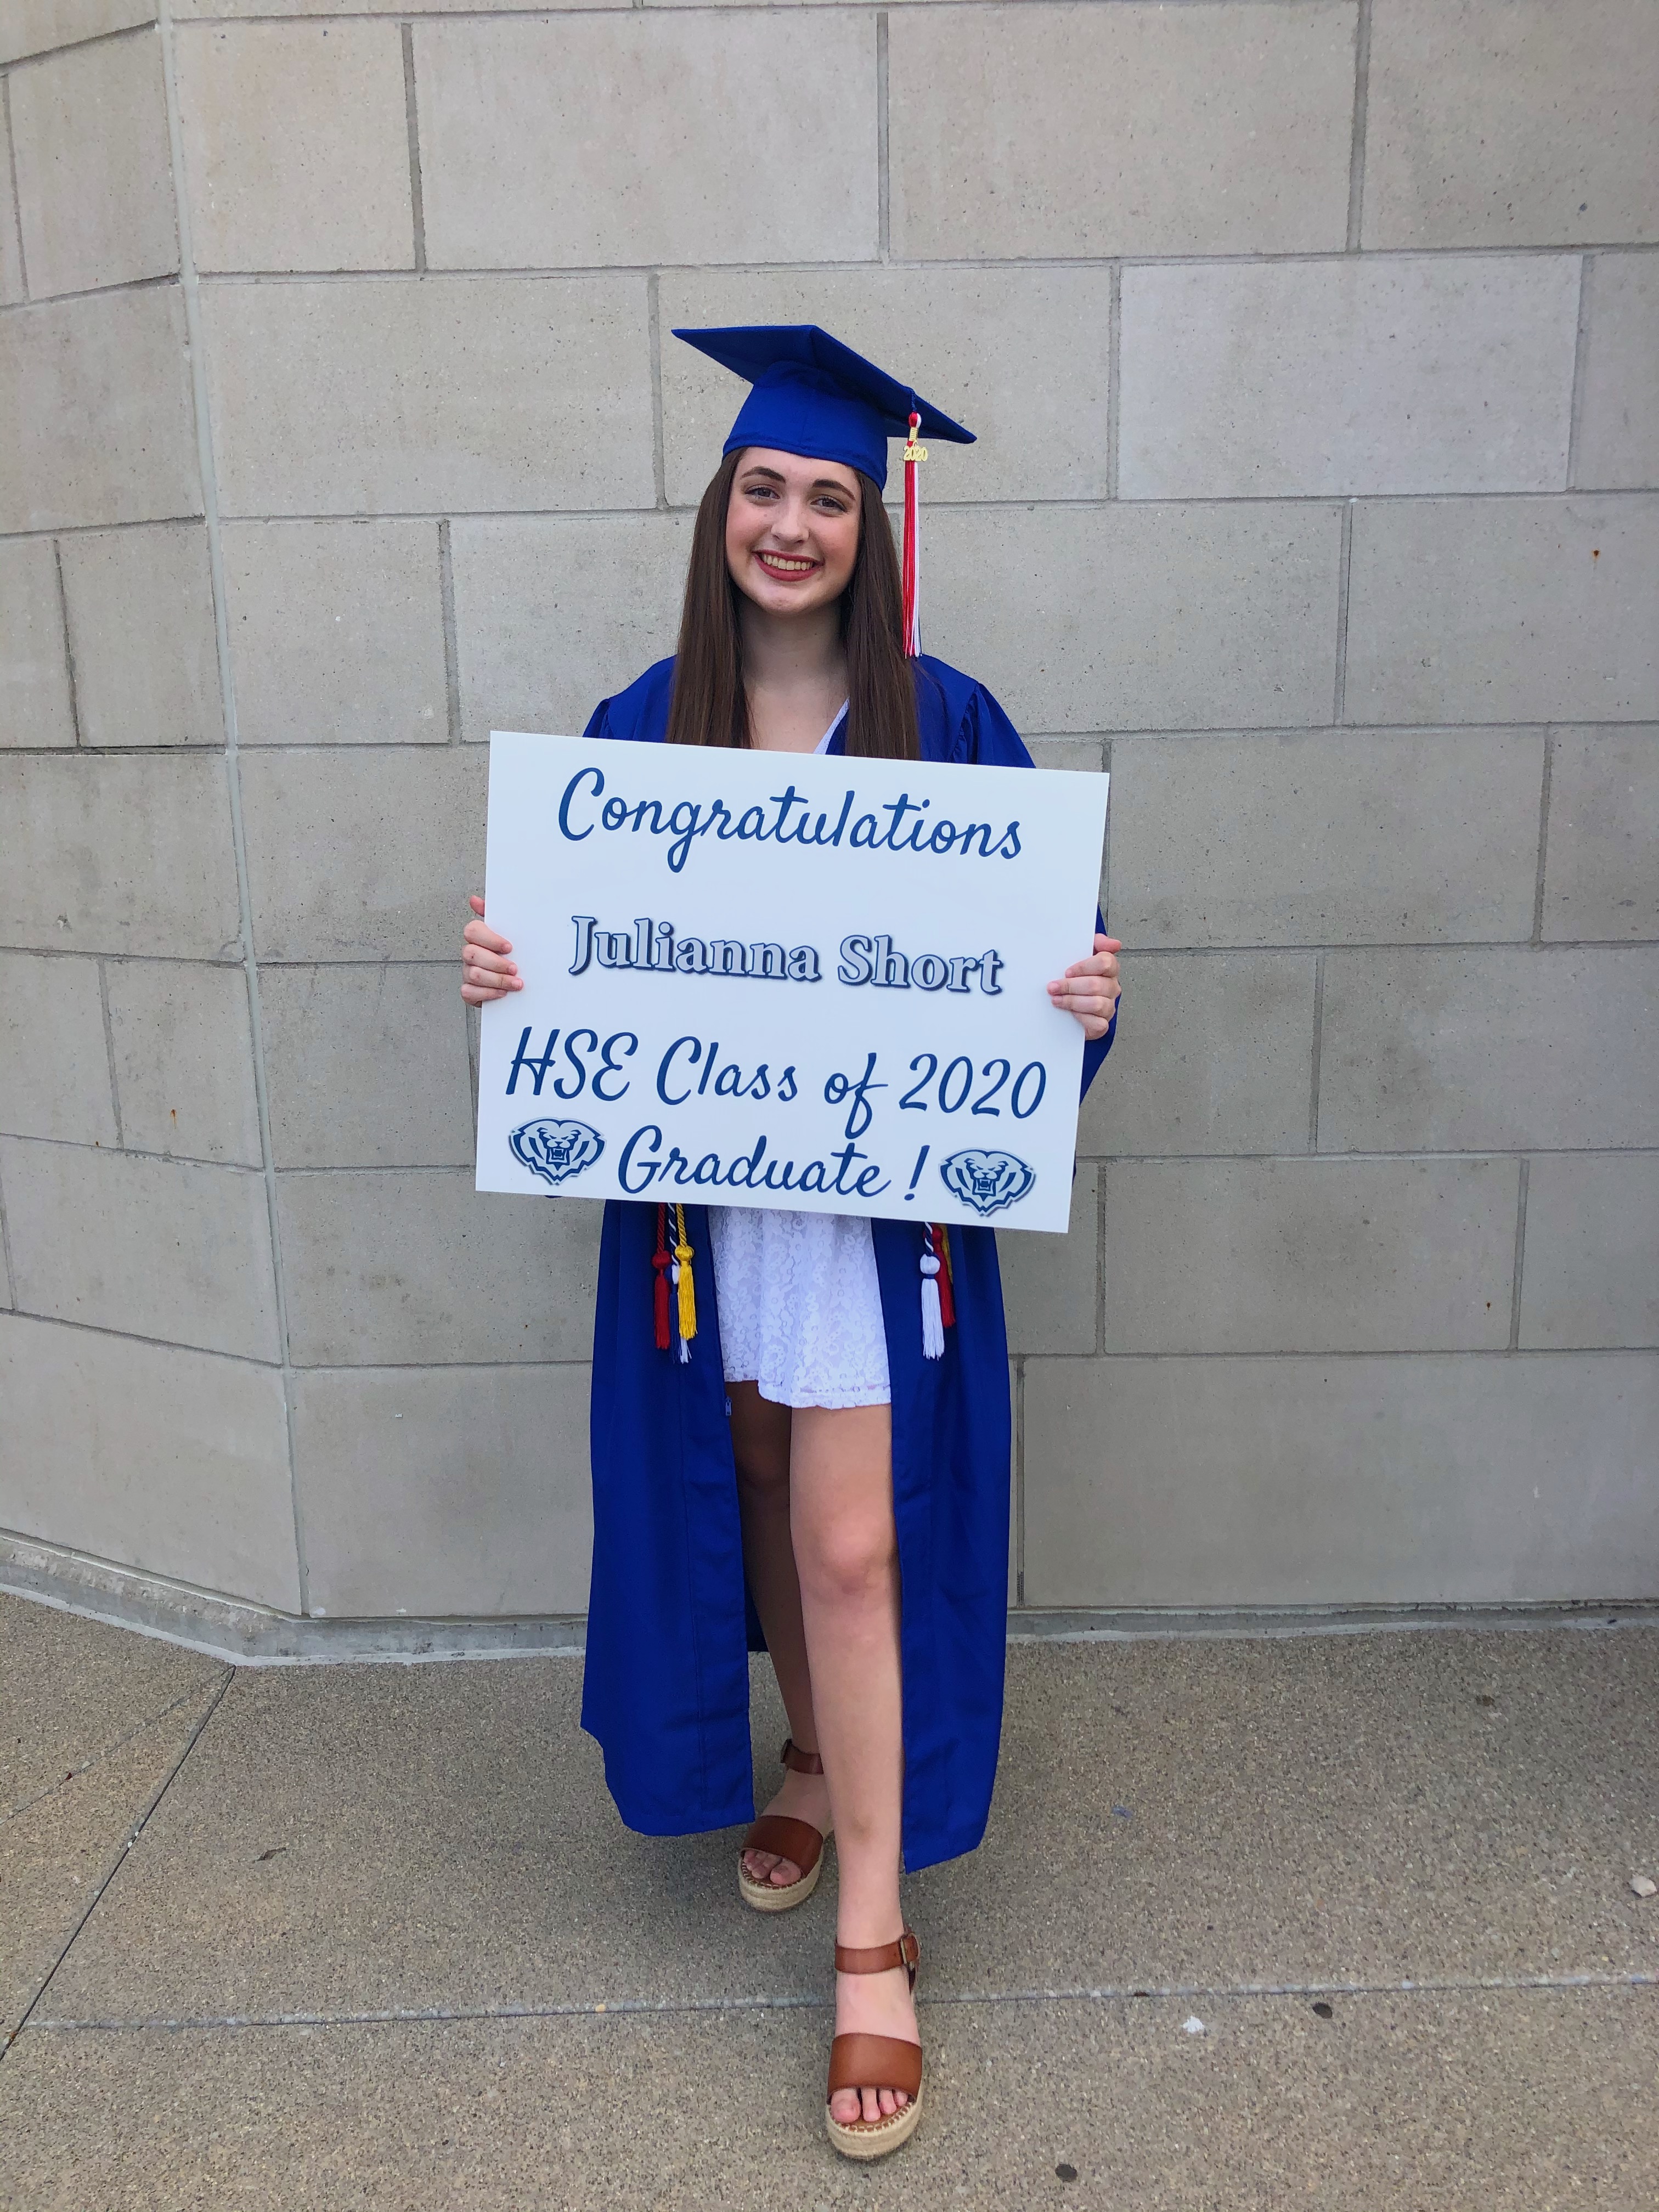 2020
Congratulations
Julianna Short
HSE Class of 2020
Graduate !